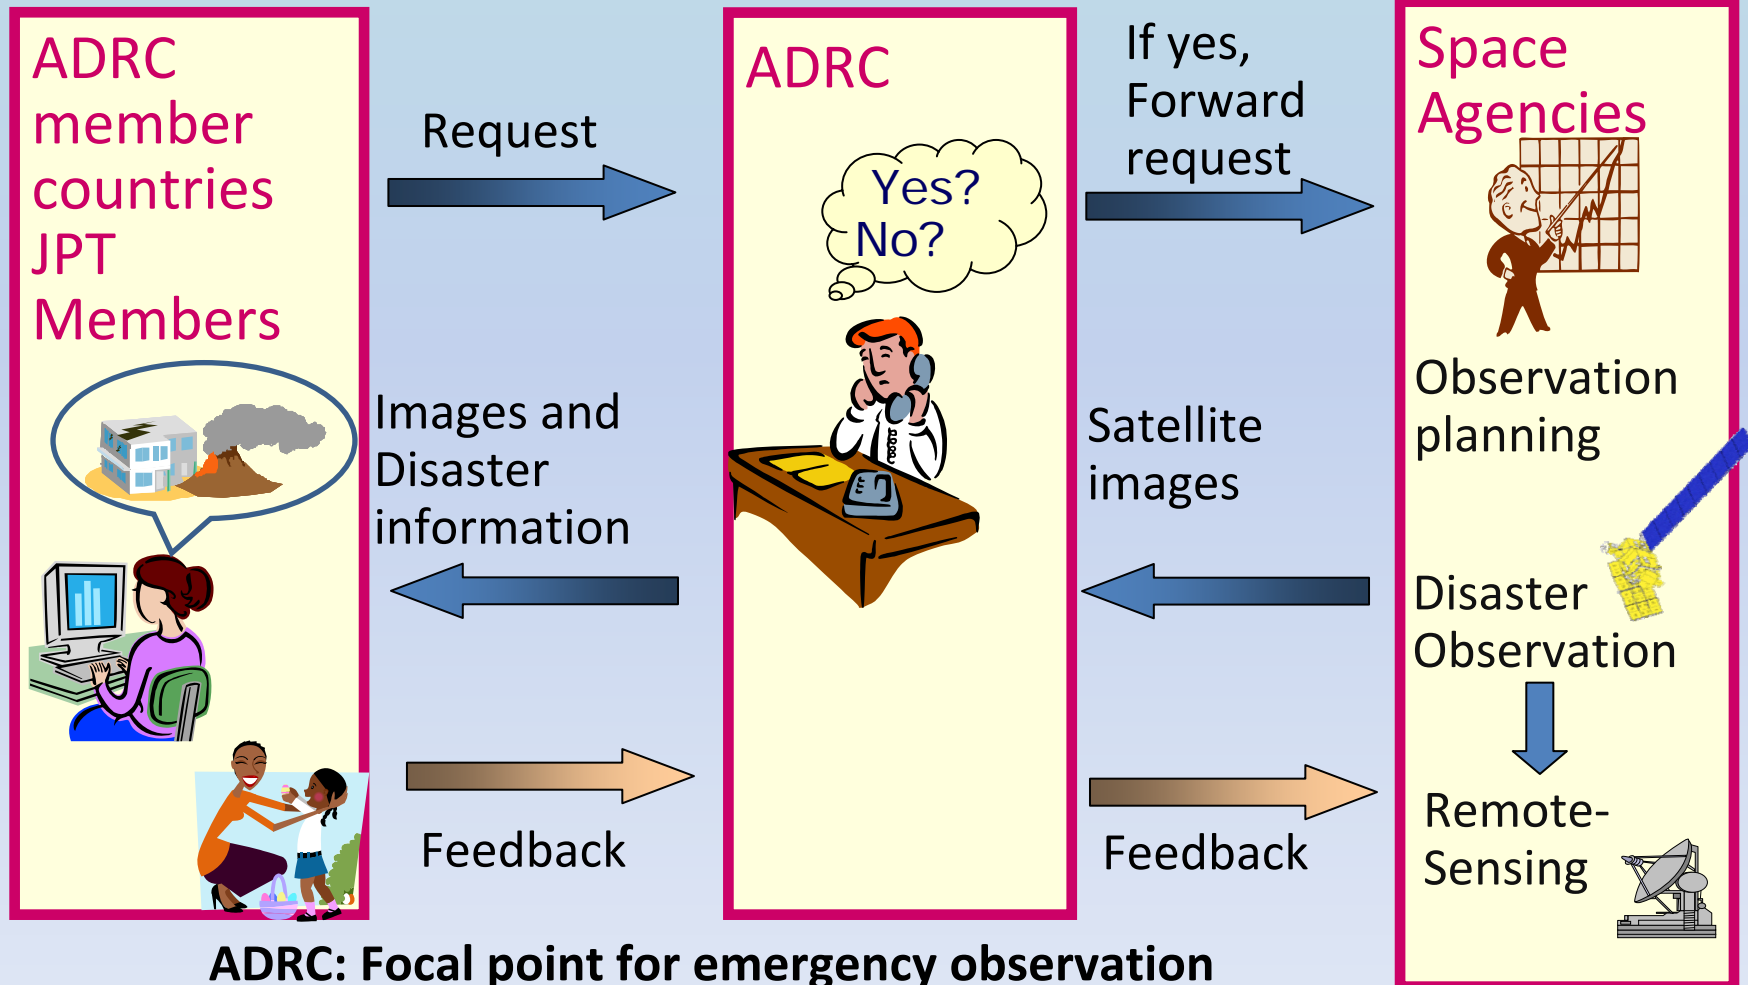 ADRC
member
countries
JPT
Members
Request
Images and
Disaster
information
Feedback
ADRC
Yes?
No?
If yes,
Forward
request
Satellite
images
Feedback
Space
Agencies
Observation
planning
Disaster
Observation
Remote-
Sensing
ADRC: Focal point for emergency observation